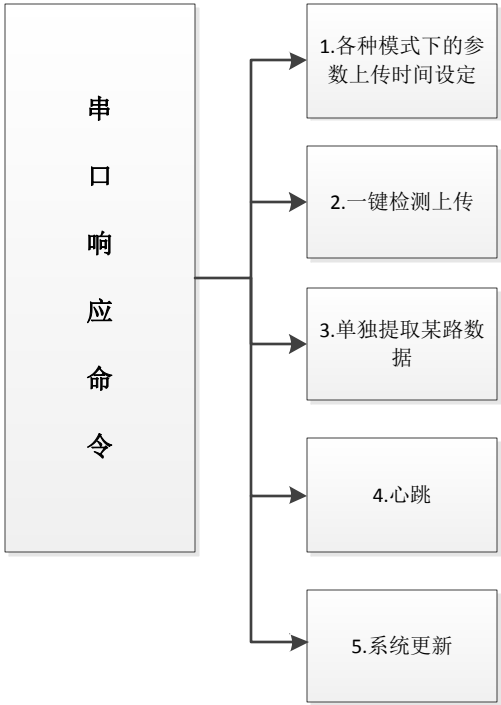 串
口
响
应
命
令
1.各种模式下的参
数上传时间设定
2.一键检测上传
3.单独提取某路数
据
4.心跳
5.系统更新